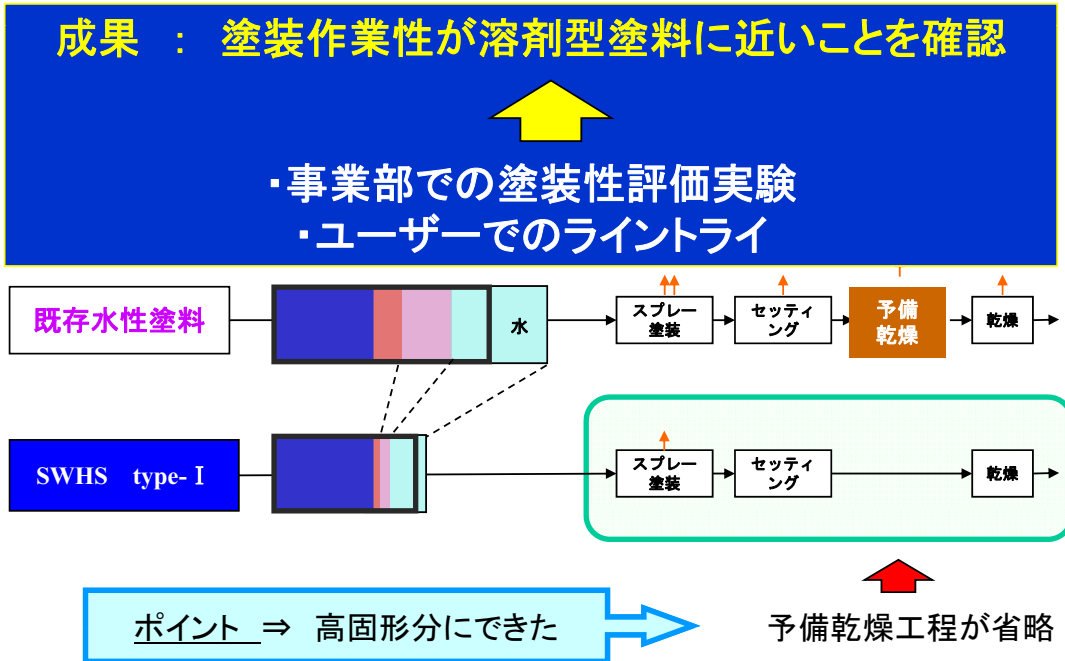 成果 ： 塗装作業性が溶剤型塗料に近いことを確認
・事業部での塗装性評価実験
・ユーザーでのライントライ
既存水性塗料
水
スプレー
塗装
セッティ
ング
予備
乾燥
乾燥
SWHS type-Ⅰ
スプレー
塗装
セッティ
ング
乾燥
ポイント ⇒ 高固形分にできた
予備乾燥工程が省略